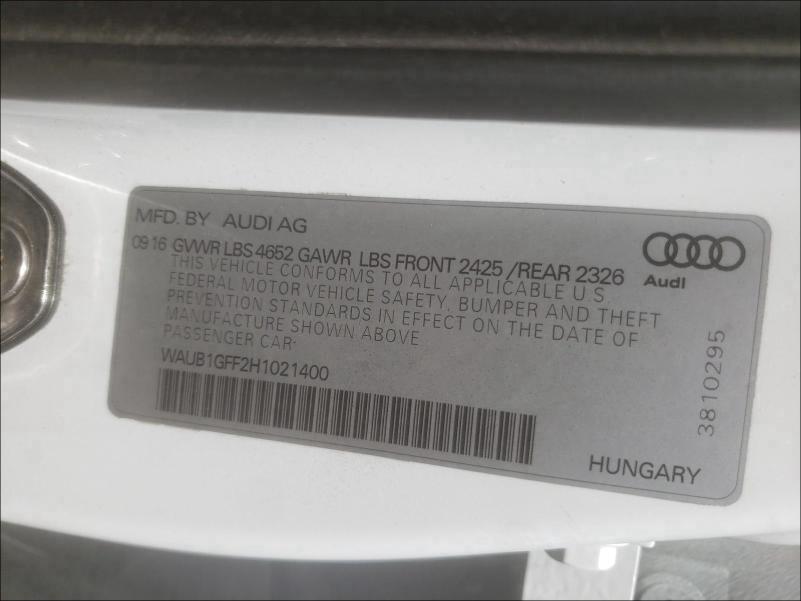 MFD. BY AUDI AG
09 16 GVWR LBS 4652 GAWR LBS FRONT 2425 /REAR 2326
THIS VEHICLE CONFORMS TO ALL APPLICABLE U.S.
FEDERAL MOTOR VEHICLE SAFETY, BUMPER AND THEFT
PREVENTION STANDARDS IN EFFECT ON THE DATE OF
MANUFACTURE SHOWN ABOVE
PASSENGER CAR
WAUB1GFF2H1021400
Audi
3810295
HUNGARY